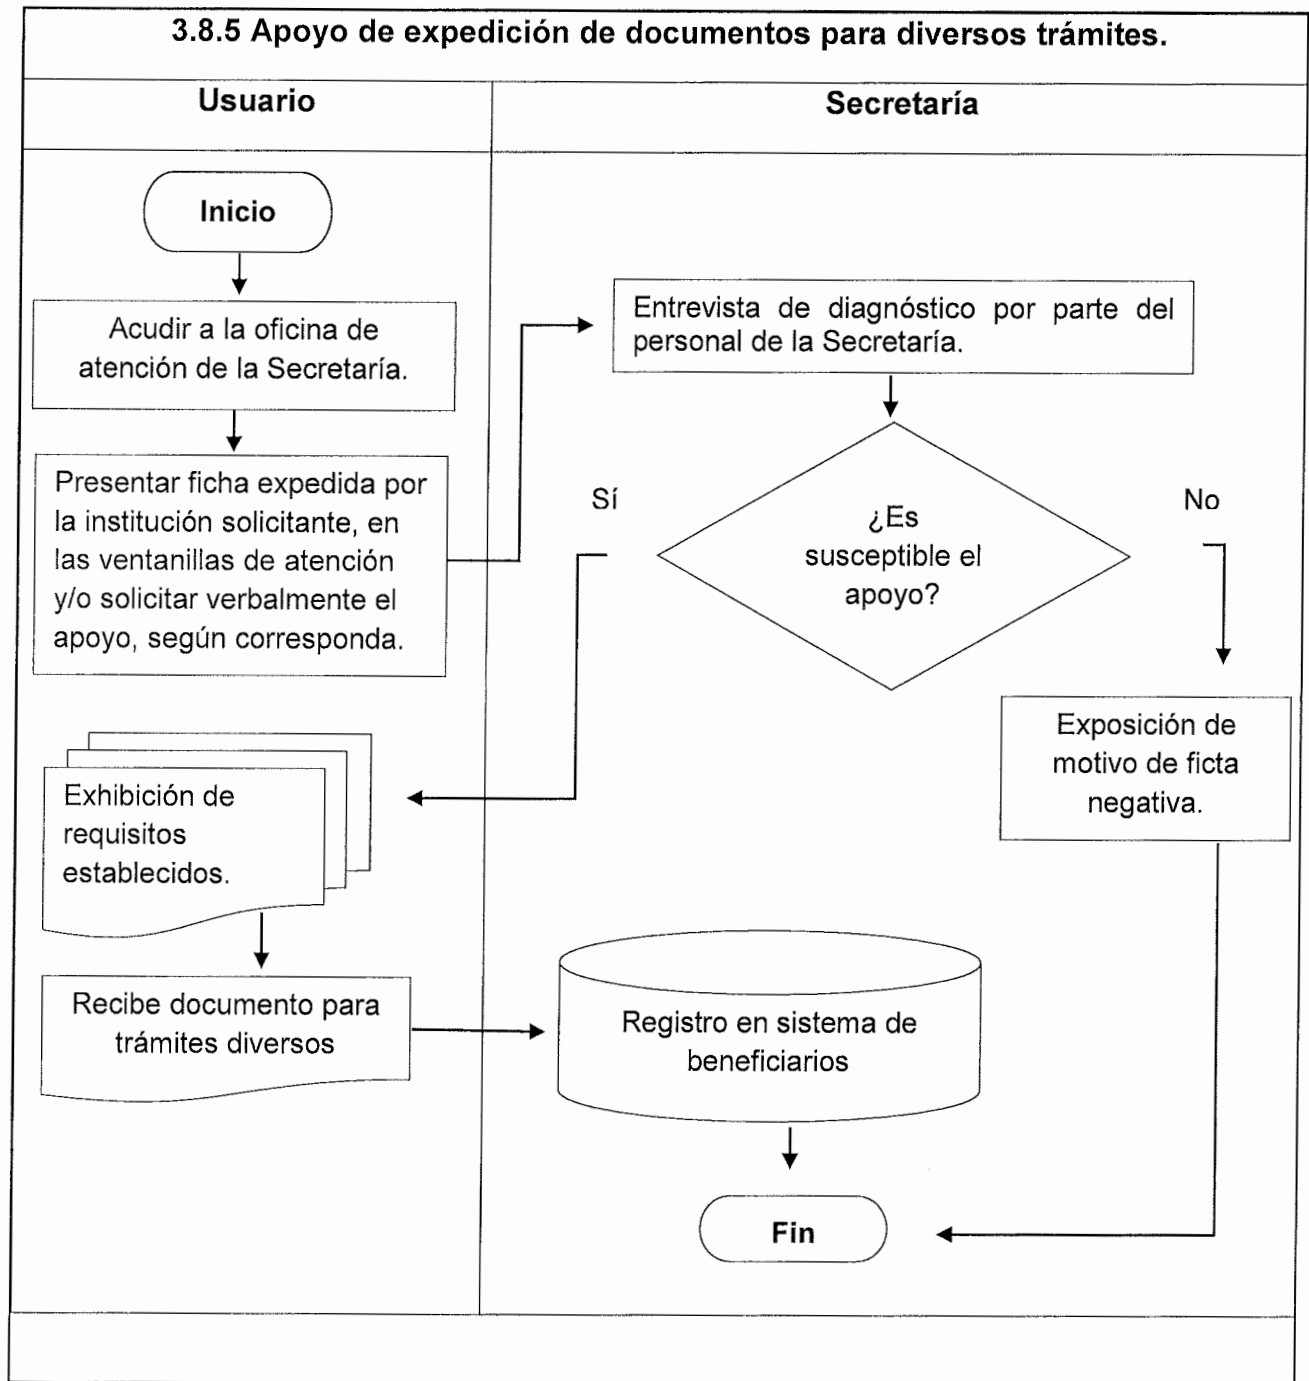 3.8.5 Apoyo de expedición de documentos para diversos trámites.
Usuario
Secretaría
Inicio
Acudir a la oficina de
atención de la Secretaría.
Presentar ficha expedida por
la institución solicitante, en
las ventanillas de atención
y/o solicitar verbalmente el
apoyo, según corresponda.
Entrevista de diagnóstico por parte del
personal de la Secretaría.
¿Es
susceptible el
apoyo?
Sí
No
Exposición de
motivo de ficta
negativa.
Exhibición de
requisitos
establecidos.
Recibe documento para
trámites diversos
Registro en sistema de
beneficiarios
Fin